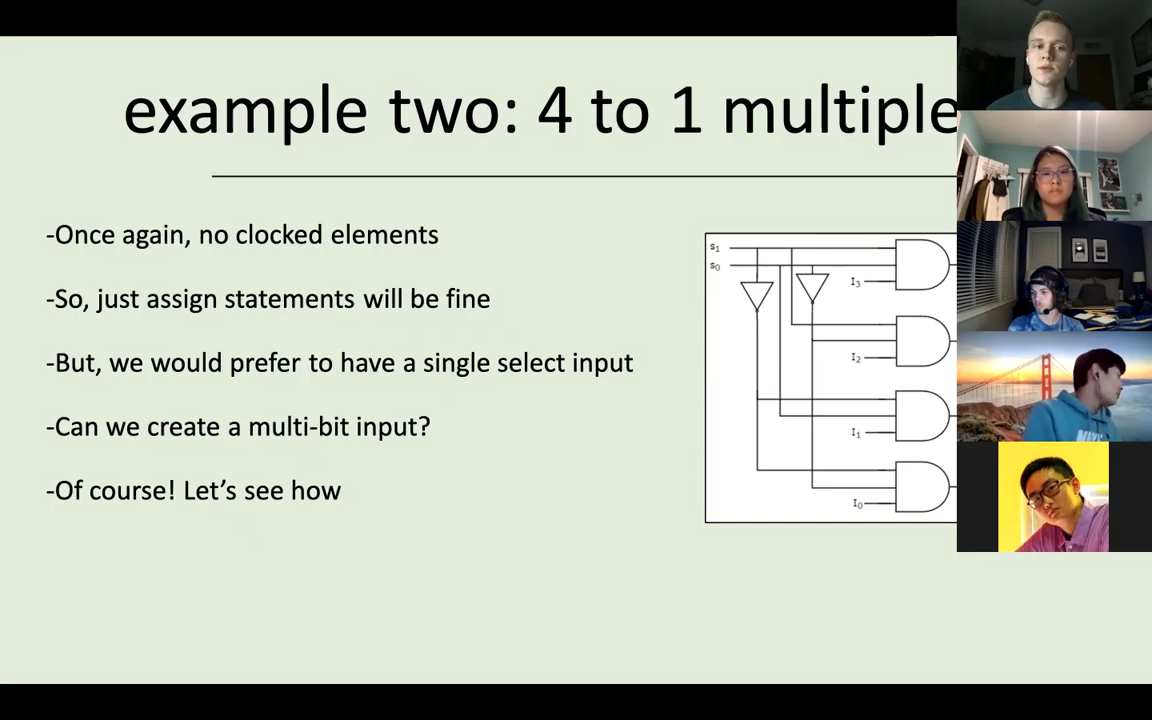 example two: 4 to 1 multiple
-Once again, no clocked elements
-So, just assign statements will be fine
-But, we would prefer to have a single select input
-Can we create a multi-bit input?
-Of course! Let’s see how
S1
S0
I3
I2
I1
I0